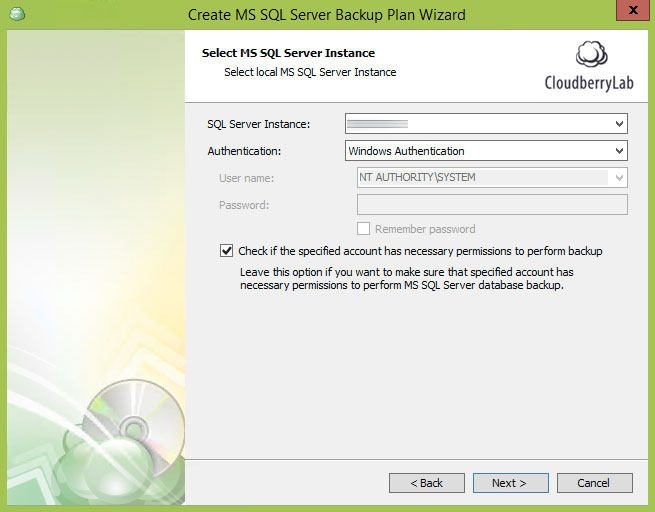 Create MS SQL Server Backup Plan Wizard
x
Select MS SQL Server Instance
Select local MS SQL Server Instance
CloudberryLab
SQL Server Instance:
Authentication: Windows Authentication
User name: NT AUTHORITY\SYSTEM
Password:
Remember password
Check if the specified account has necessary permissions to perform backup
Leave this option if you want to make sure that specified account has
necessary permissions to perform MS SQL Server database backup.
< Back Next > Cancel